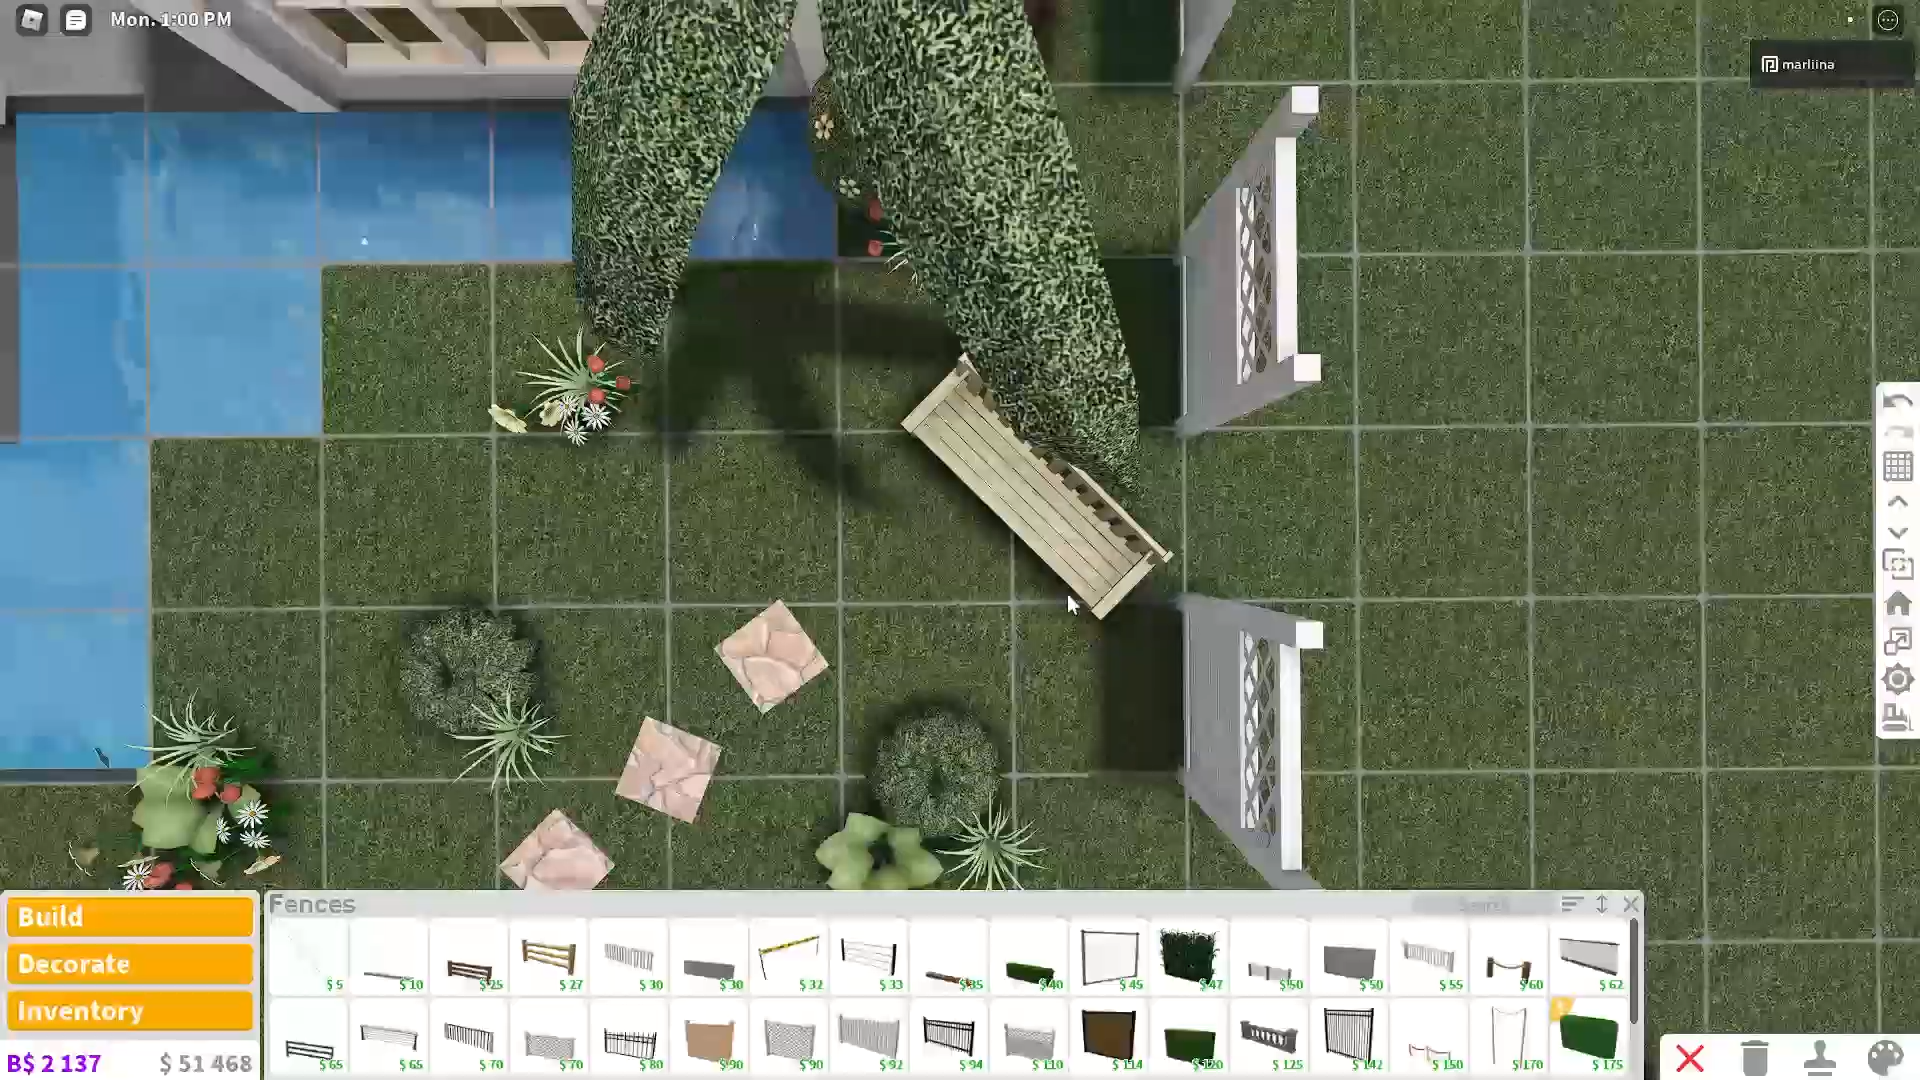 Mon. 1:00 PM
marliina
Build
Decorate
Inventory
B$ 2 137
$ 51 468
Fences
Search
$ 5 $ 10 $ 25 $ 27 $ 30 $ 30 $ 32 $ 33 $ 35 $ 40 $ 45 $ 47 $ 50 $ 50 $ 55 $ 60 $ 62
$ 65 $ 65 $ 70 $ 70 $ 80 $ 90 $ 90 $ 92 $ 94 $ 110 $ 114 $ 120 $ 125 $ 142 $ 150 $ 170 $ 175